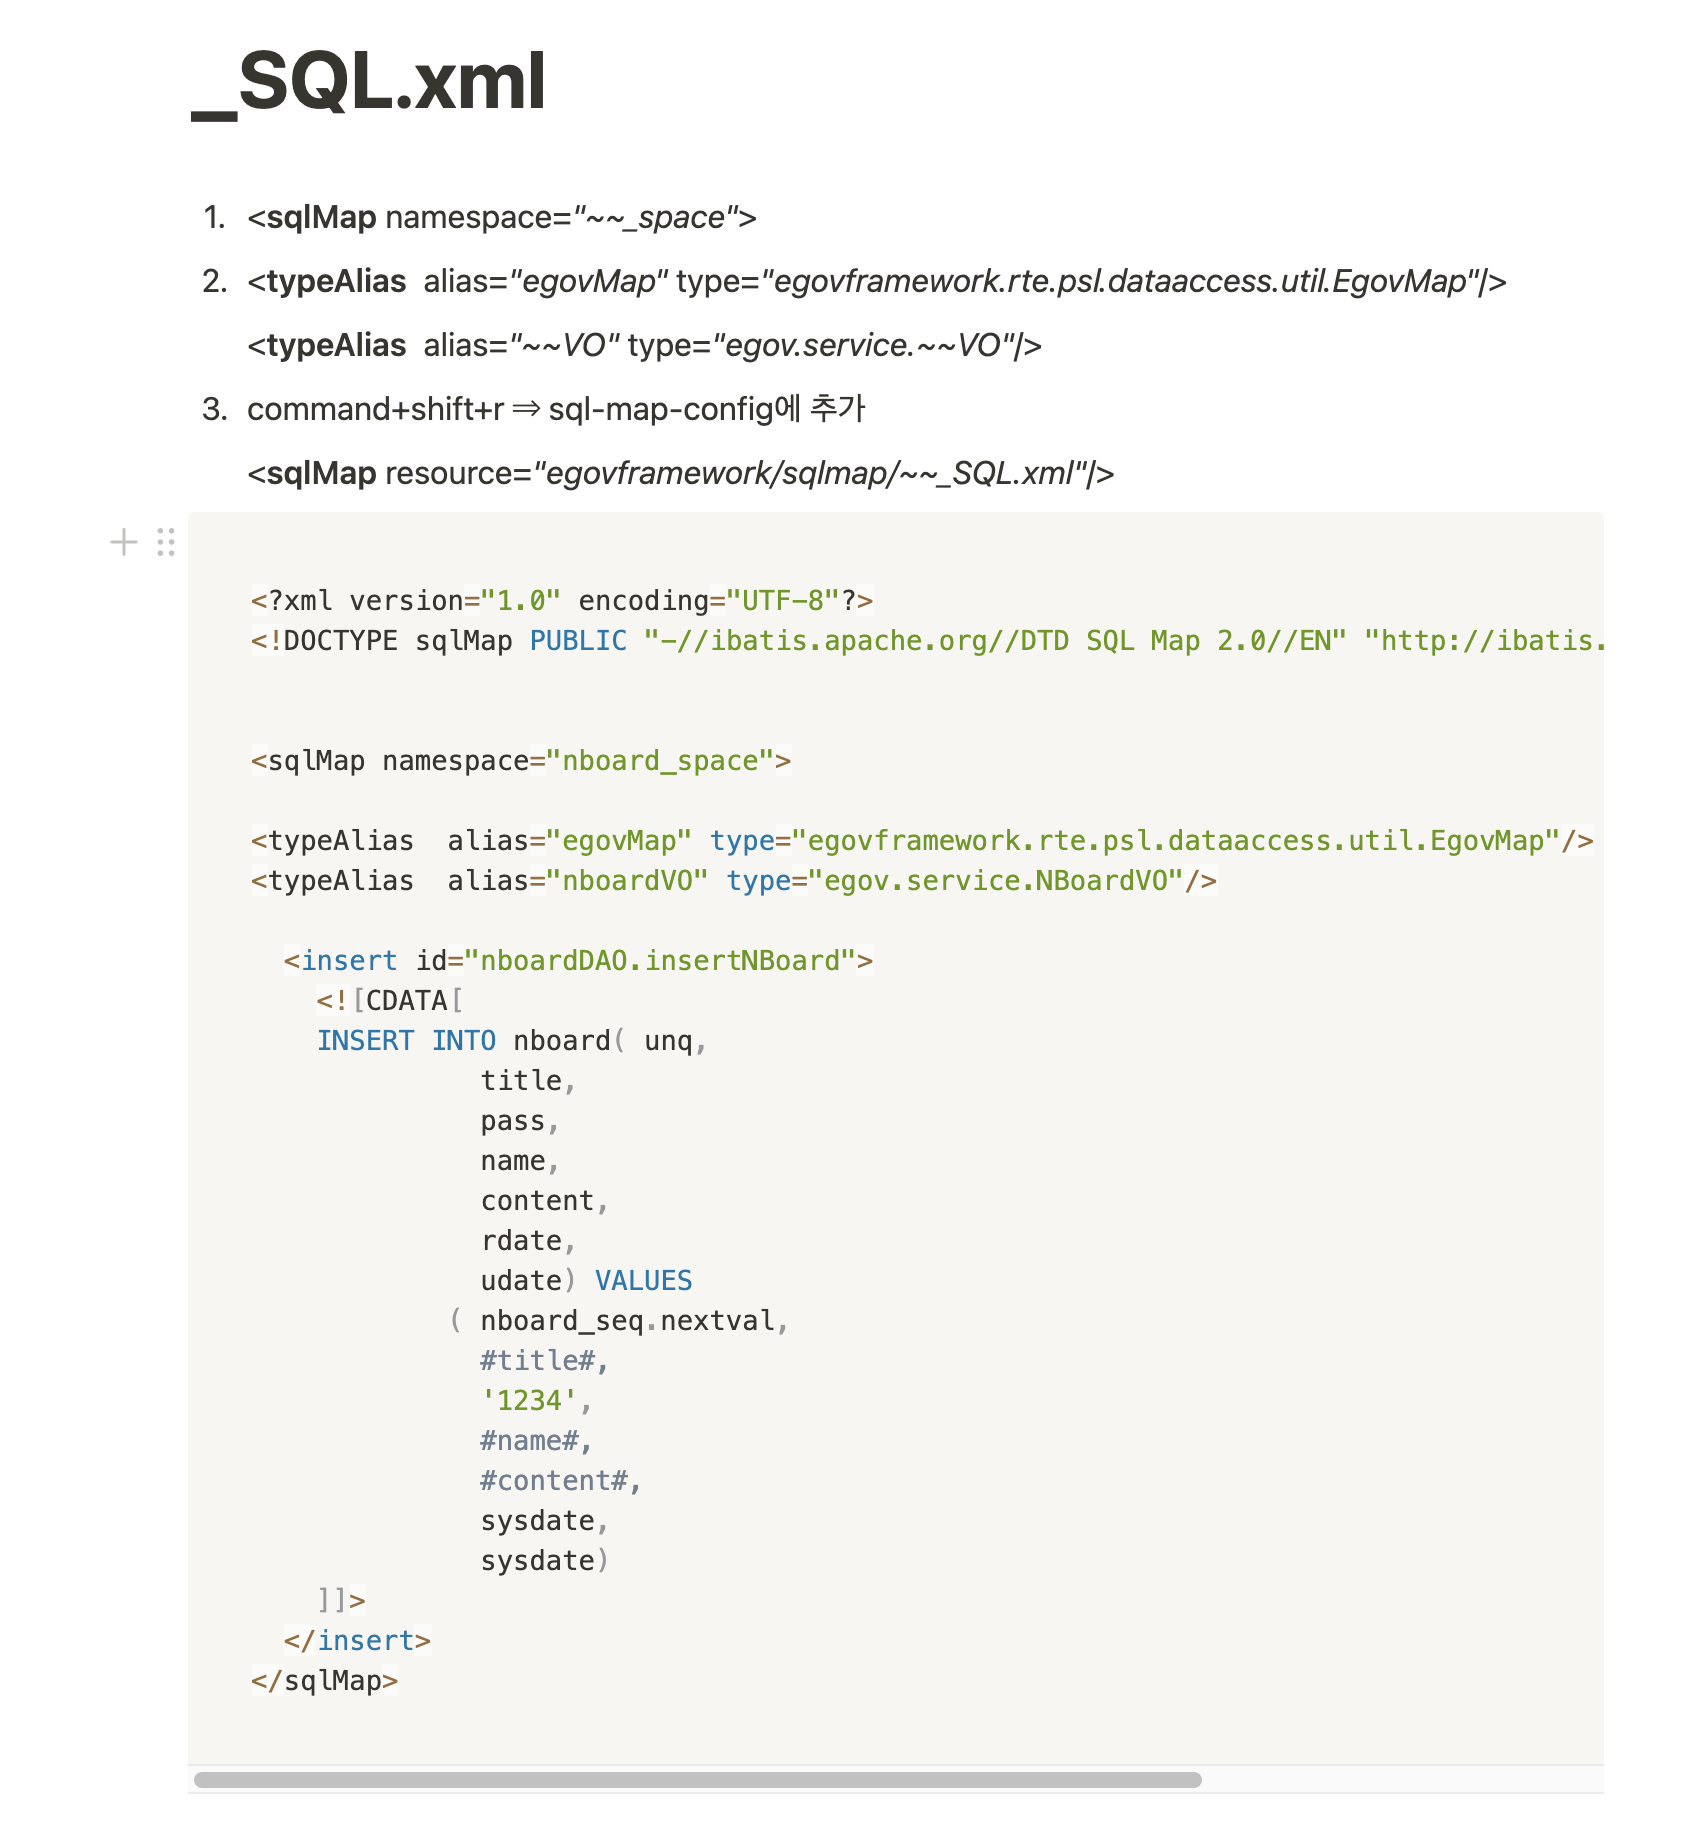 _SQL.xml
1. <sqlMap namespace="~~_space">
2. <typeAlias  alias="egovMap" type="egovframework.rte.psl.dataaccess.util.EgovMap"/>
<typeAlias  alias="~~VO" type="egov.service.~~VO"/>
3. command+shift+r ⇒ sql-map-config에 추가
<sqlMap resource="egovframework/sqlmap/~~_SQL.xml"/>
<?xml version="1.0" encoding="UTF-8"?>
<!DOCTYPE sqlMap PUBLIC "-//ibatis.apache.org//DTD SQL Map 2.0//EN" "http://ibatis.
<sqlMap namespace="nboard_space">
<typeAlias  alias="egovMap" type="egovframework.rte.psl.dataaccess.util.EgovMap"/>
<typeAlias  alias="nboardVO" type="egov.service.NBoardVO"/>
<insert id="nboardDAO.insertNBoard">
<![CDATA[
INSERT INTO nboard( unq,
title,
pass,
name,
content,
rdate,
udate) VALUES
( nboard_seq.nextval,
#title#,
'1234',
#name#,
#content#,
sysdate,
sysdate)
]]>
</insert>
</sqlMap>